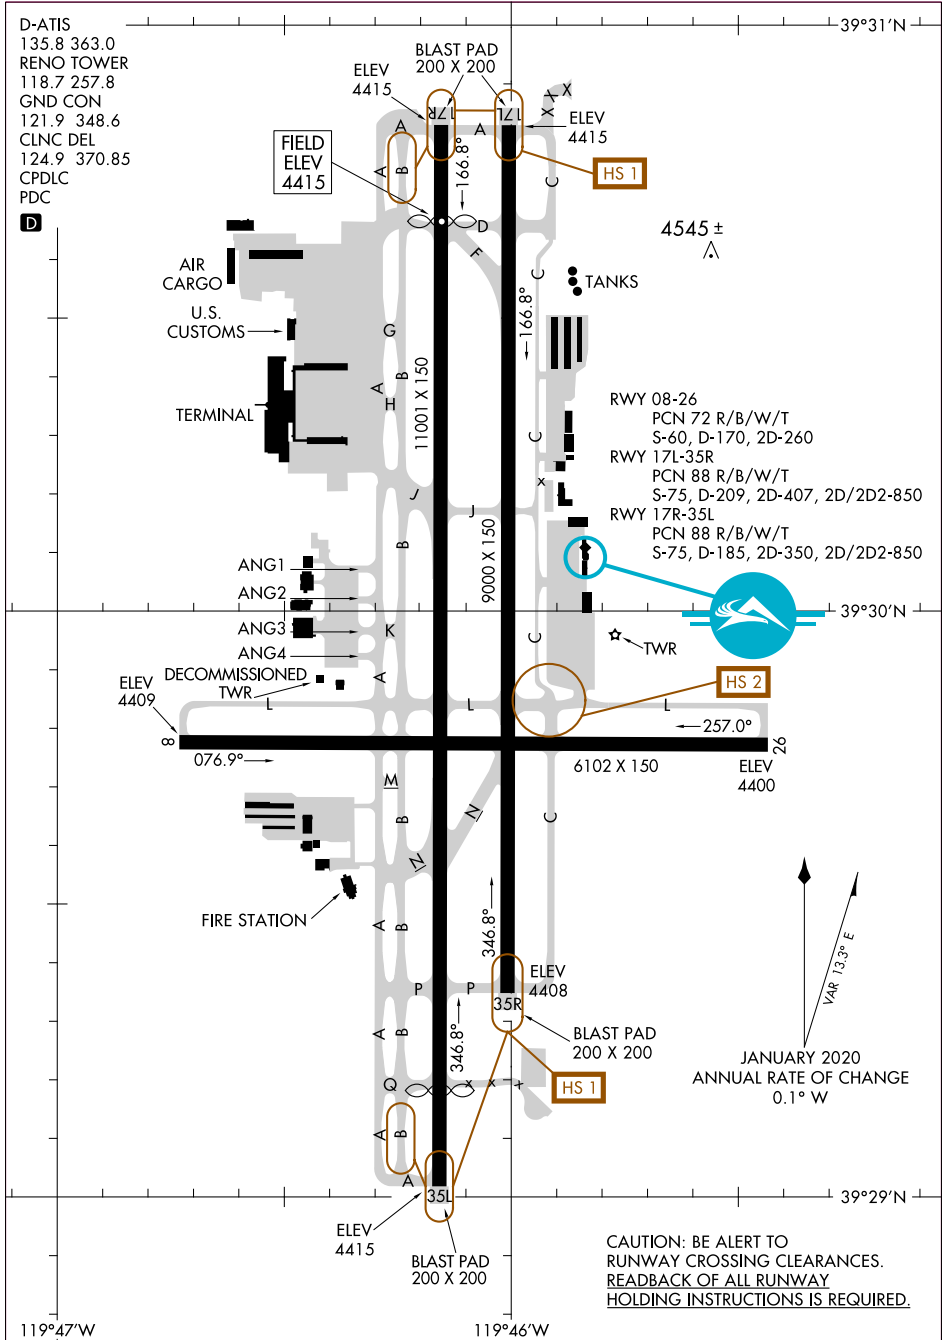 D-ATIS
135.8 363.0
RENO TOWER
118.7 257.8
GND CON
121.9 348.6
CLNC DEL
124.9 370.85
CPDLC
PDC
D
39°31'N
BLAST PAD
200 X 200
ELEV
4415
17R
17L
X X X
ELEV
4415
A
A
HS 1
FIELD
ELEV
4415
A
B
166.8°
C
D
F
4545 ±
AIR
CARGO
C
TANKS
U.S.
CUSTOMS
G
166.8°
B
A
11001 X 150
H
TERMINAL
C
RWY 08-26
PCN 72 R/B/W/T
S-60, D-170, 2D-260
RWY 17L-35R
PCN 88 R/B/W/T
S-75, D-209, 2D-407, 2D/2D2-850
RWY 17R-35L
PCN 88 R/B/W/T
S-75, D-185, 2D-350, 2D/2D2-850
X
J
J
B
9000 X 150
ANG1
ANG2
ANG3
ANG4
K
C
39°30'N
TWR
DECOMMISSIONED
TWR
A
HS 2
ELEV
4409
L
L
L
257.0°
8
26
076.9°
6102 X 150
ELEV
4400
M
B
N
N
C
FIRE STATION
A
B
346.8°
VAR 13.3° E
P
P
ELEV
4408
35R
BLAST PAD
200 X 200
A
B
346.8°
JANUARY 2020
ANNUAL RATE OF CHANGE
0.1° W
Q
X X X
HS 1
A
B
A
35L
39°29'N
ELEV
4415
BLAST PAD
200 X 200
CAUTION: BE ALERT TO
RUNWAY CROSSING CLEARANCES.
READBACK OF ALL RUNWAY
HOLDING INSTRUCTIONS IS REQUIRED.
119°47'W
119°46'W